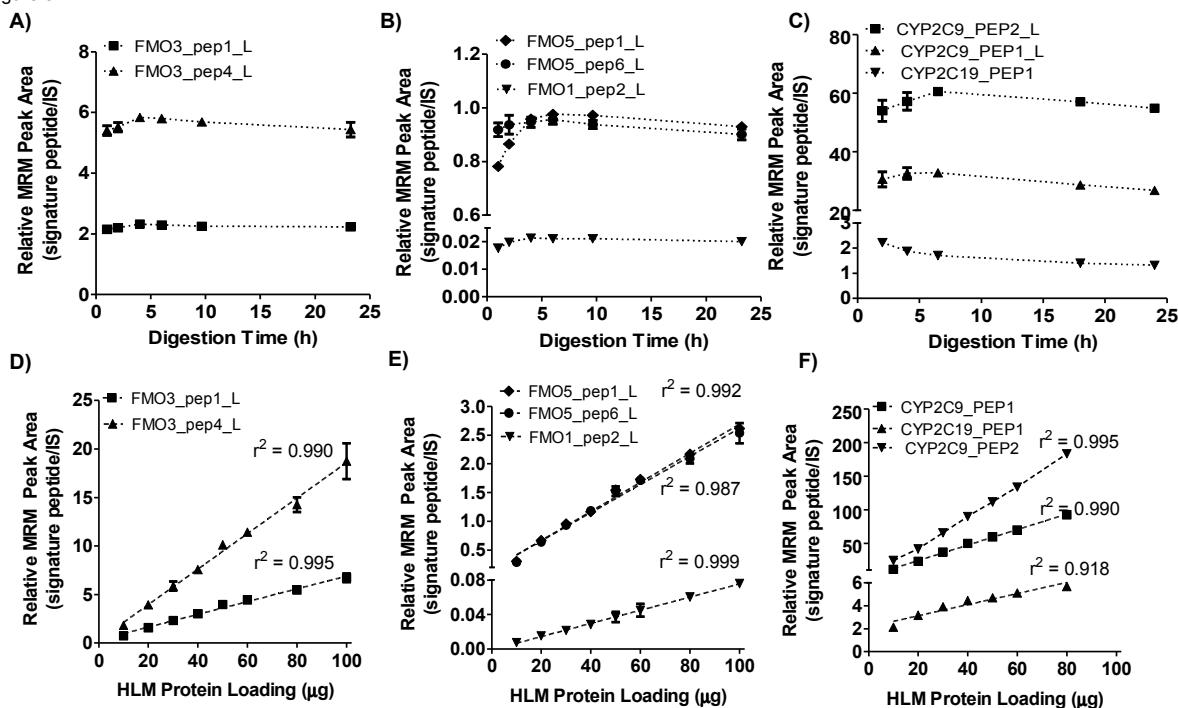 A)
Relative MRM Peak Area
(signature peptide/IS)
8
6
4
2
0
FMO3_pep1_L
FMO3_pep4_L
0 5 10 15 20 25
Digestion Time (h)
B)
Relative MRM Peak Area
(signature peptide/IS)
1.2
1.0
0.8
0.6
0.02
0.01
0.00
FMO5_pep1_L
FMO5_pep6_L
FMO1_pep2_L
0 5 10 15 20 25
Digestion Time (h)
C)
Relative MRM Peak Area
(signature peptide/IS)
80
60
40
20
3
2
1
0
CYP2C9_PEP2_L
CYP2C9_PEP1_L
CYP2C19_PEP1
0 5 10 15 20 25
Digestion Time (h)
D)
Relative MRM Peak Area
(signature peptide/IS)
25
20
15
10
5
0
FMO3_pep1_L
FMO3_pep4_L
r² = 0.990
r² = 0.995
0 20 40 60 80 100
HLM Protein Loading (µg)
E)
Relative MRM Peak Area
(signature peptide/IS)
3.0
2.5
2.0
1.5
1.0
0.5
0.08
0.04
0.00
FMO5_pep1_L
FMO5_pep6_L
FMO1_pep2_L
r² = 0.992
r² = 0.987
r² = 0.999
0 20 40 60 80 100
HLM Protein Loading (µg)
F)
Relative MRM Peak Area
(signature peptide/IS)
250
200
150
100
50
6
4
2
0
CYP2C9_PEP1
CYP2C19_PEP1
CYP2C9_PEP2
r² = 0.995
r² = 0.990
r² = 0.918
0 20 40 60 80 100
HLM Protein Loading (µg)